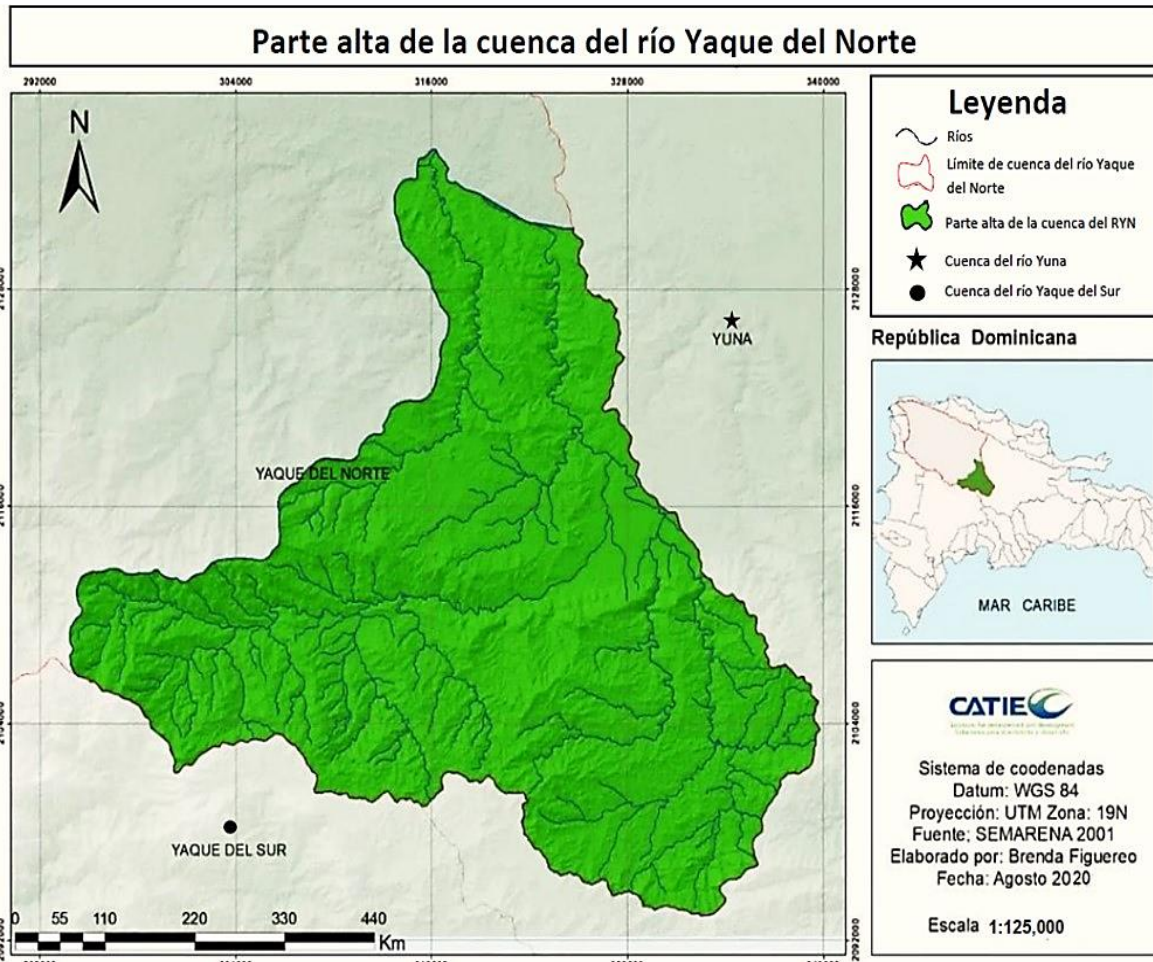 Parte alta de la cuenca del río Yaque del Norte
292000
304000
316000
328000
340000
N
2128000
YUNA
YAQUE DEL NORTE
2116000
2104000
YAQUE DEL SUR
0 55 110 220 330 440
Km
2092000
Leyenda
Ríos
Límite de cuenca del río Yaque
del Norte
Parte alta de la cuenca del RYN
Cuenca del río Yuna
Cuenca del río Yaque del Sur
República Dominicana
MAR CARIBE
CATIE
Sistema de coodenadas
Datum: WGS 84
Proyección: UTM Zona: 19N
Fuente; SEMARENA 2001
Elaborado por: Brenda Figuereo
Fecha: Agosto 2020
Escala 1:125,000